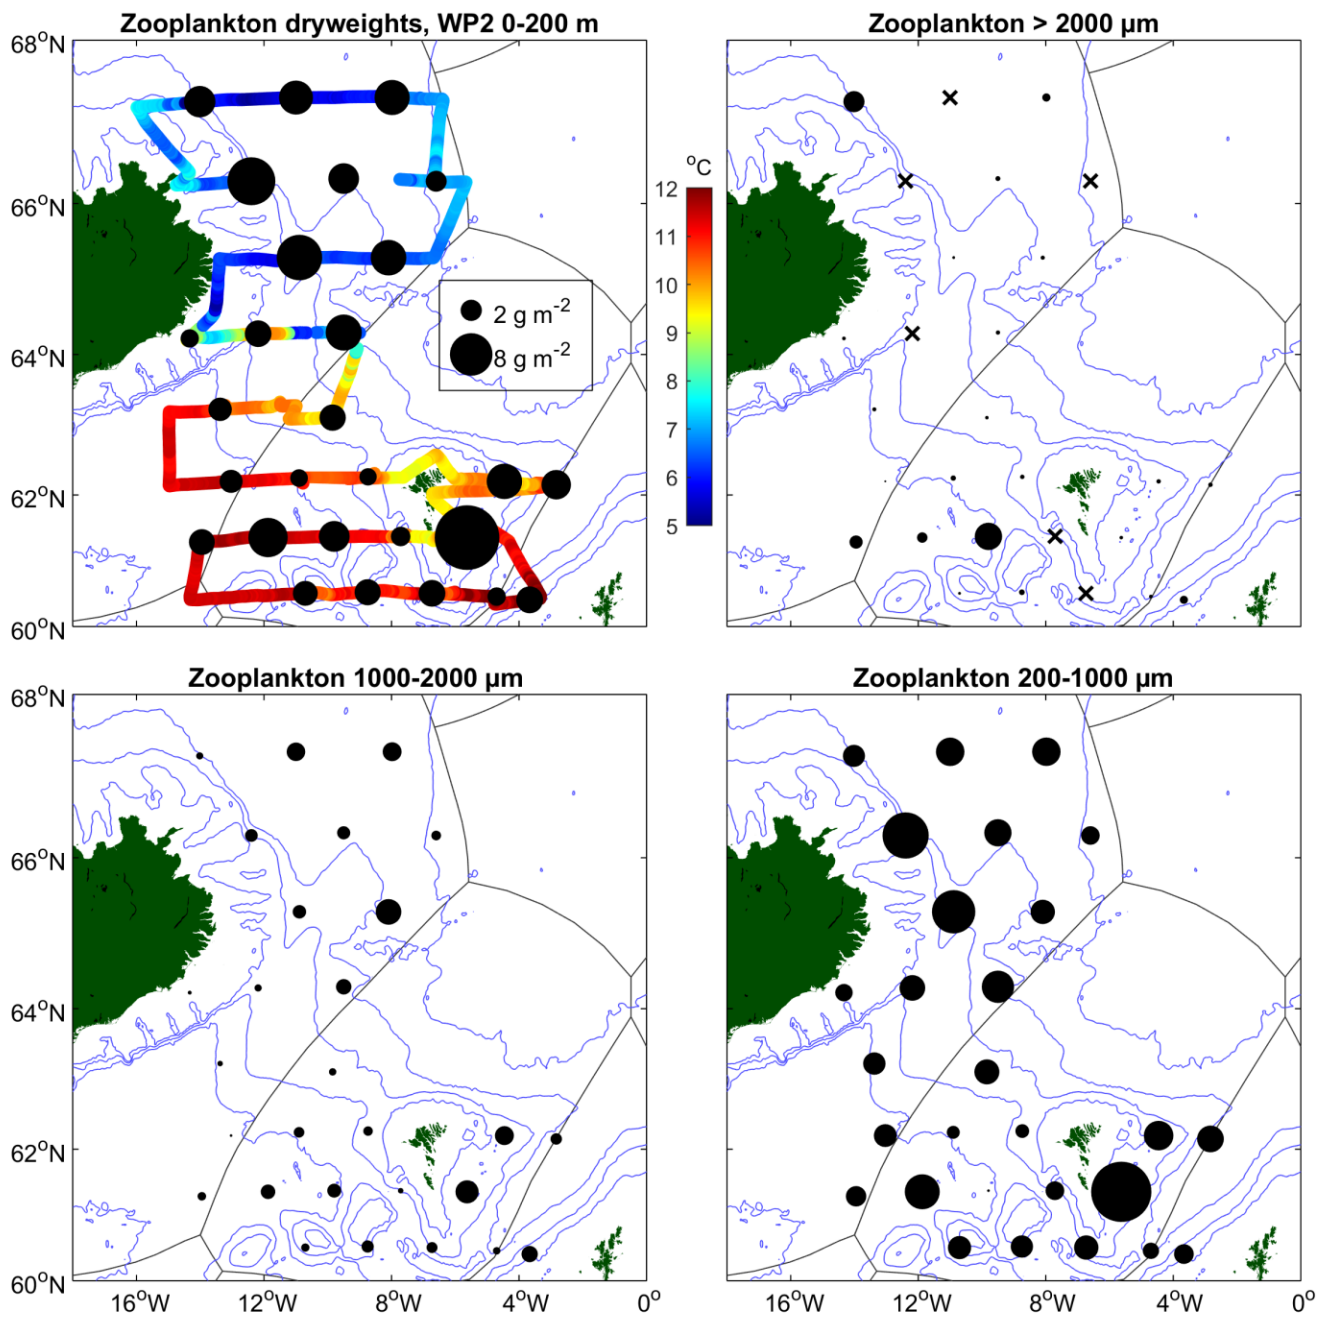 Zooplankton dryweights, WP2 0-200 m
Zooplankton > 2000 µm
68°N
66°N
64°N
62°N
60°N
2 g m-2
8 g m-2
°C
12
11
10
9
8
7
6
5
Zooplankton 1000-2000 µm
Zooplankton 200-1000 µm
68°N
66°N
64°N
62°N
60°N
16°W 12°W 8°W 4°W 0° 16°W 12°W 8°W 4°W 0°